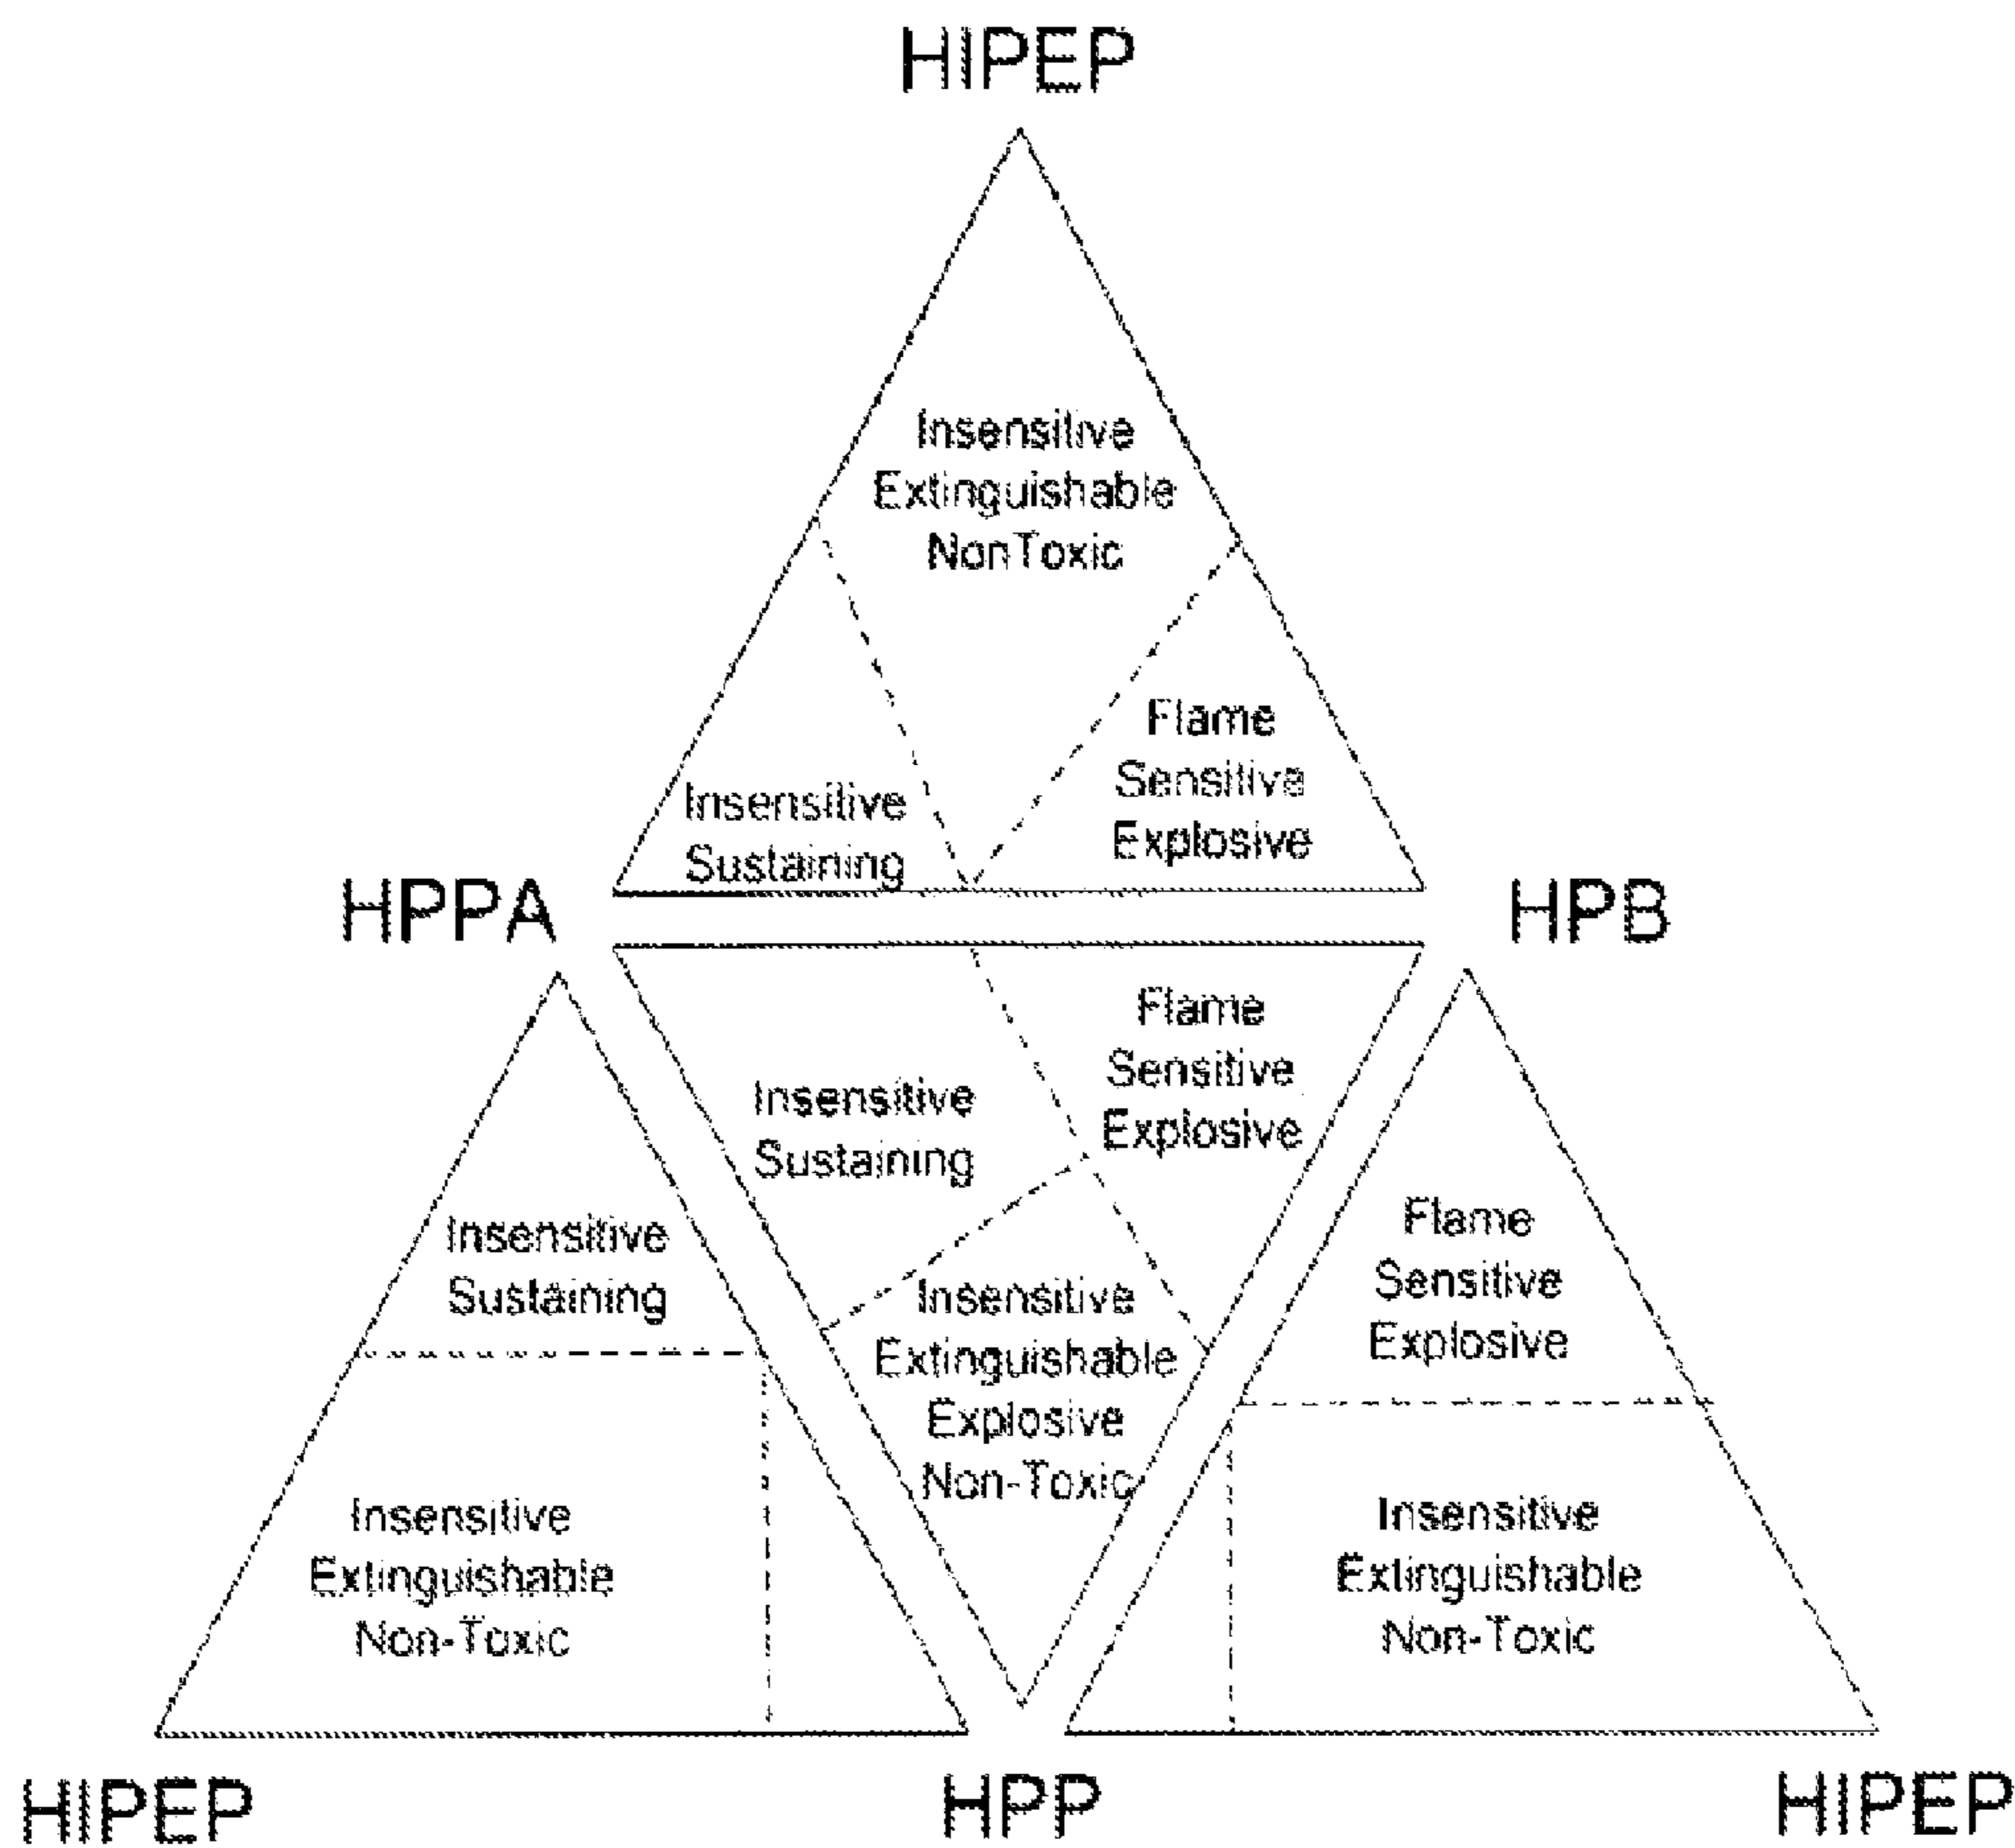 HIPEP
Insensitive
Extinguishable
NonToxic
Flame
Sensitive
Explosive
Insensitive
Sustaining
HPPA
HPB
Insensitive
Sustaining
Flame
Sensitive
Explosive
Insensitive
Extinguishable
Explosive
Non-Toxic
Insensitive
Sustaining
Insensitive
Extinguishable
Non-Toxic
Flame
Sensitive
Explosive
Insensitive
Extinguishable
Non-Toxic
HIPEP
HPP
HIPEP